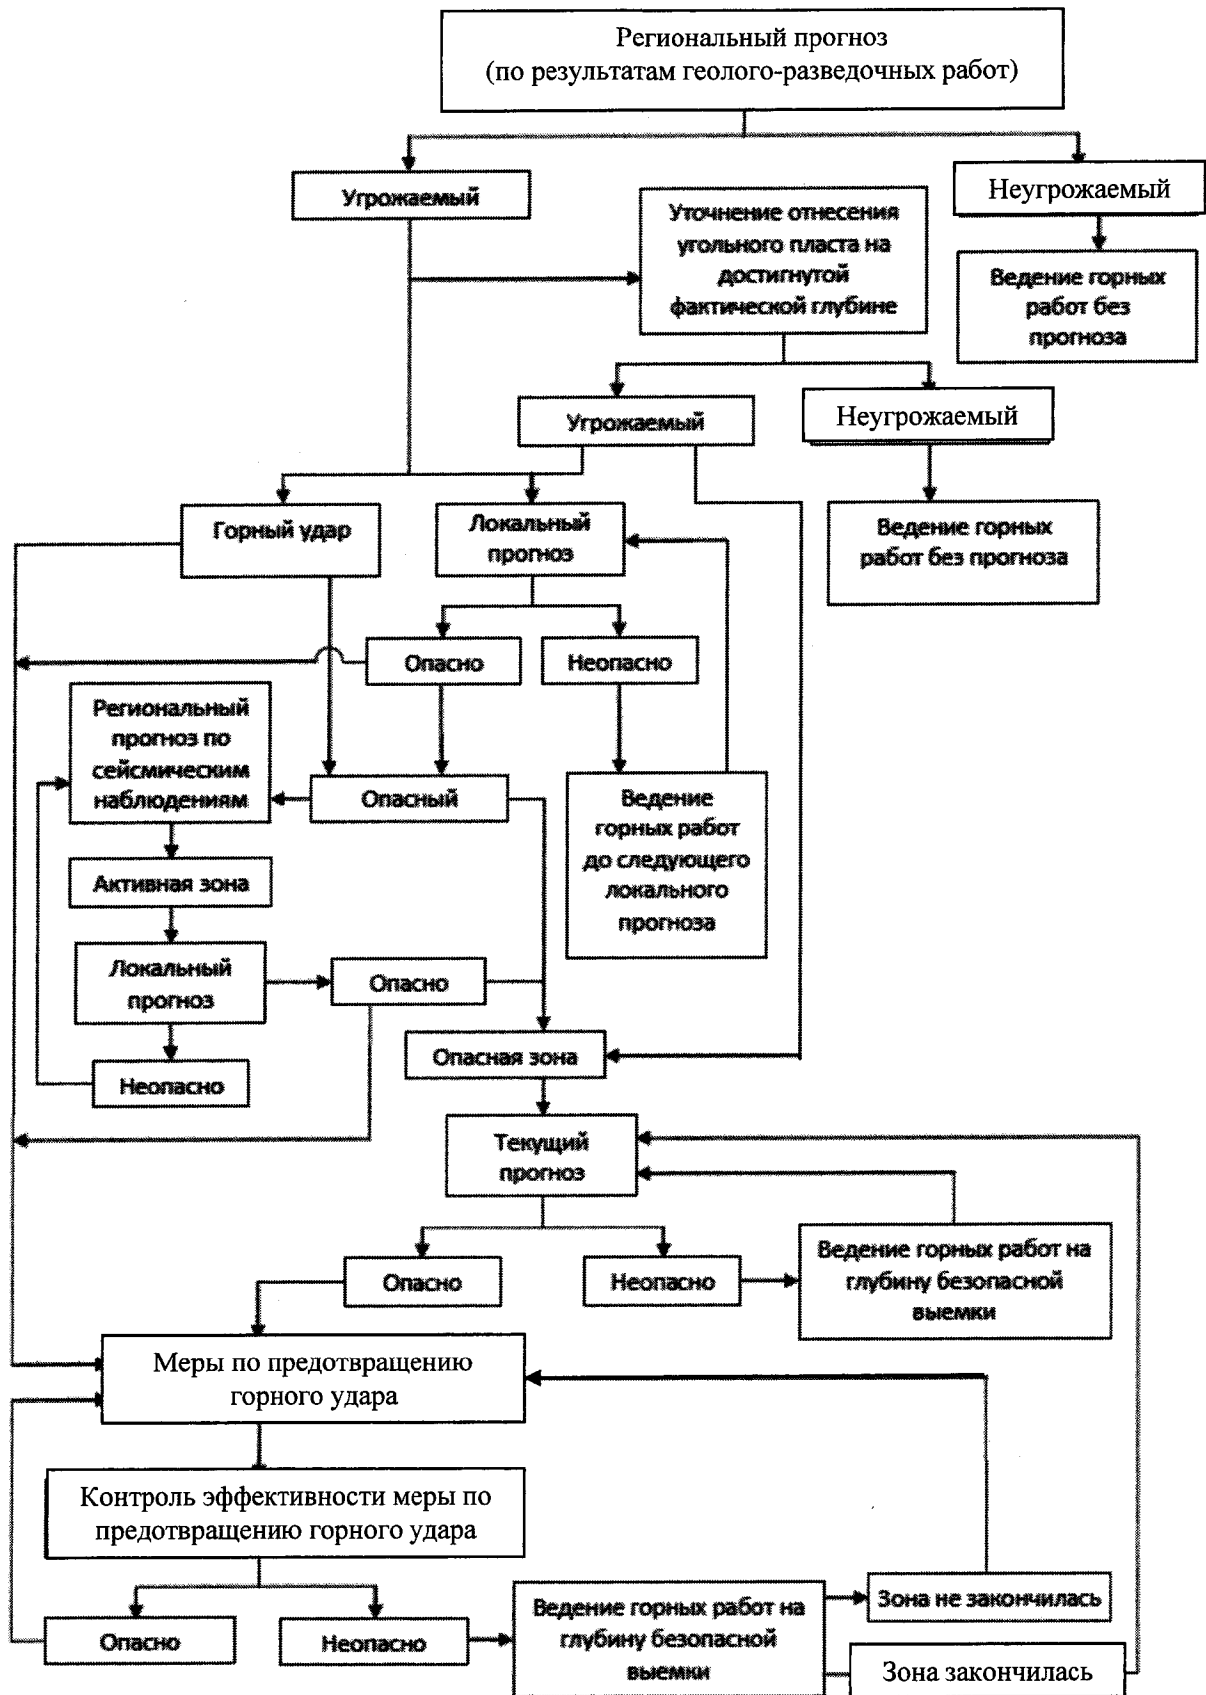 Региональный прогноз
(по результатам геолого-разведочных работ)
Угрожаемый
Уточнение отнесения
угольного пласта на
достигнутой
фактической глубине
Неугрожаемый
Ведение горных
работ без
прогноза
Угрожаемый
Неугрожаемый
Горный удар
Локальный
прогноз
Ведение горных
работ без прогноза
Опасно
Неопасно
Региональный
прогноз по
сейсмическим
наблюдениям
Опасный
Ведение
горных работ
до следующего
локального
прогноза
Активная зона
Локальный
прогноз
Опасно
Неопасно
Опасная зона
Текущий
прогноз
Опасно
Неопасно
Ведение горных работ на
глубину безопасной
выемки
Меры по предотвращению
горного удара
Контроль эффективности меры по
предотвращению горного удара
Опасно
Неопасно
Ведение горных работ на
глубину безопасной
выемки
Зона не закончилась
Зона закончилась